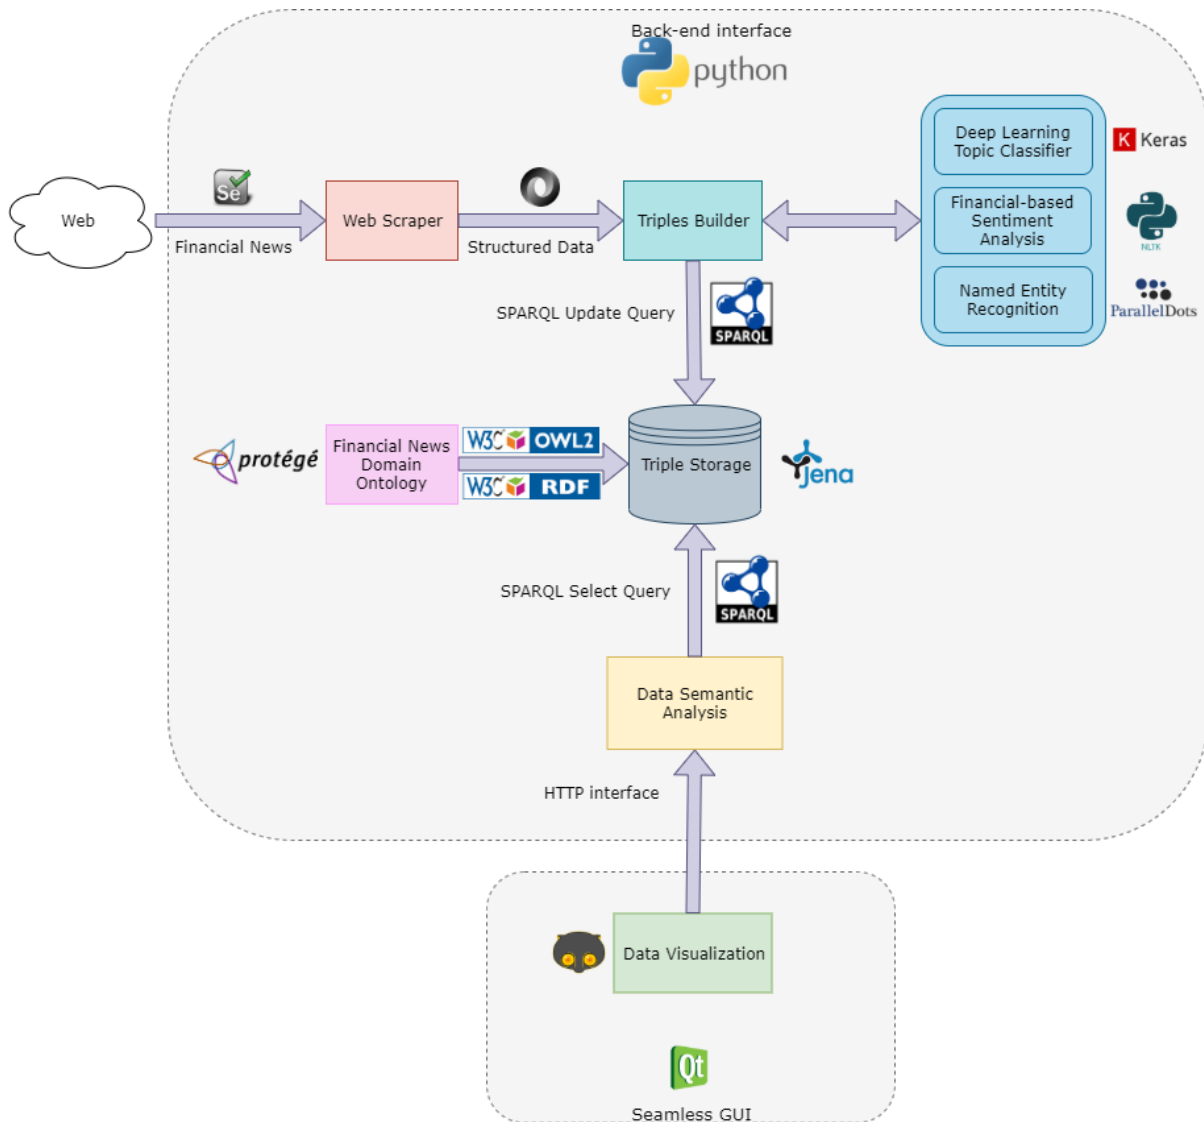 Back-end interface
python
Deep Learning
Topic Classifier
K Keras
Se
Web
Web Scraper
Triples Builder
Financial-based
Sentiment
Analysis
NLTK
Financial News
Structured Data
Named Entity
Recognition
ParallelDots
SPARQL Update Query
SPARQL
protégé
Financial News
Domain
Ontology
W3C OWL2
W3C RDF
Triple Storage
Jena
SPARQL Select Query
SPARQL
Data Semantic
Analysis
HTTP interface
Data Visualization
Qt
Seamless GUI